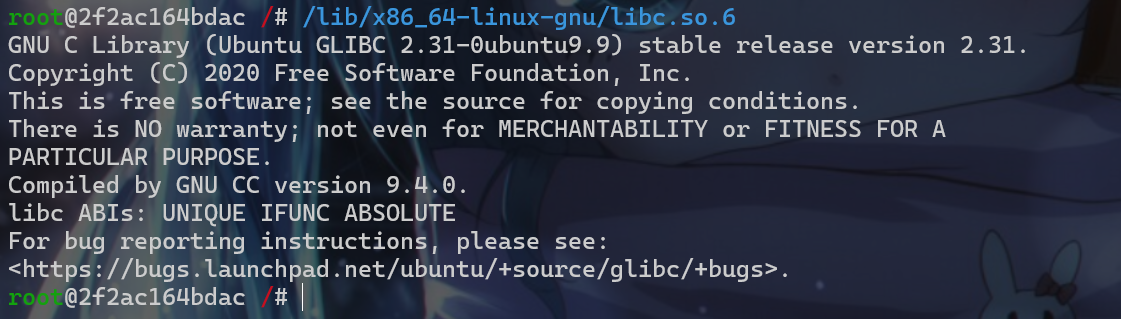 root@2f2ac164bdac /# /lib/x86_64-linux-gnu/libc.so.6
GNU C Library (Ubuntu GLIBC 2.31-0ubuntu9.9) stable release version 2.31.
Copyright (C) 2020 Free Software Foundation, Inc.
This is free software; see the source for copying conditions.
There is NO warranty; not even for MERCHANTABILITY or FITNESS FOR A
PARTICULAR PURPOSE.
Compiled by GNU CC version 9.4.0.
libc ABIs: UNIQUE IFUNC ABSOLUTE
For bug reporting instructions, please see:
<https://bugs.launchpad.net/ubuntu/+source/glibc/+bugs>.
root@2f2ac164bdac /#